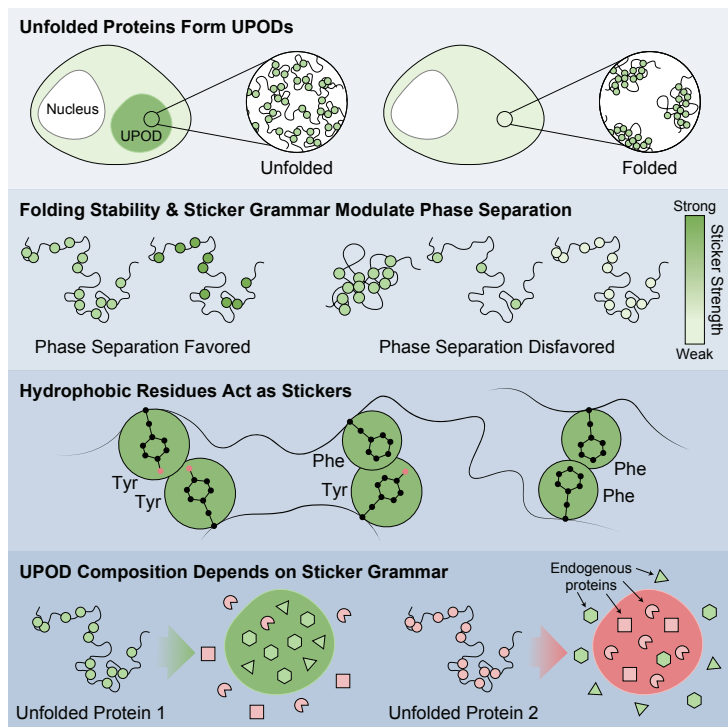 Unfolded Proteins Form UPODs
Nucleus
UPOD
Unfolded
Folded
Folding Stability & Sticker Grammar Modulate Phase Separation
Strong
Sticker Strength
Weak
Phase Separation Favored
Phase Separation Disfavored
Hydrophobic Residues Act as Stickers
Tyr
Tyr
Phe
Tyr
Phe
Phe
UPOD Composition Depends on Sticker Grammar
Endogenous
proteins
Unfolded Protein 1
Unfolded Protein 2